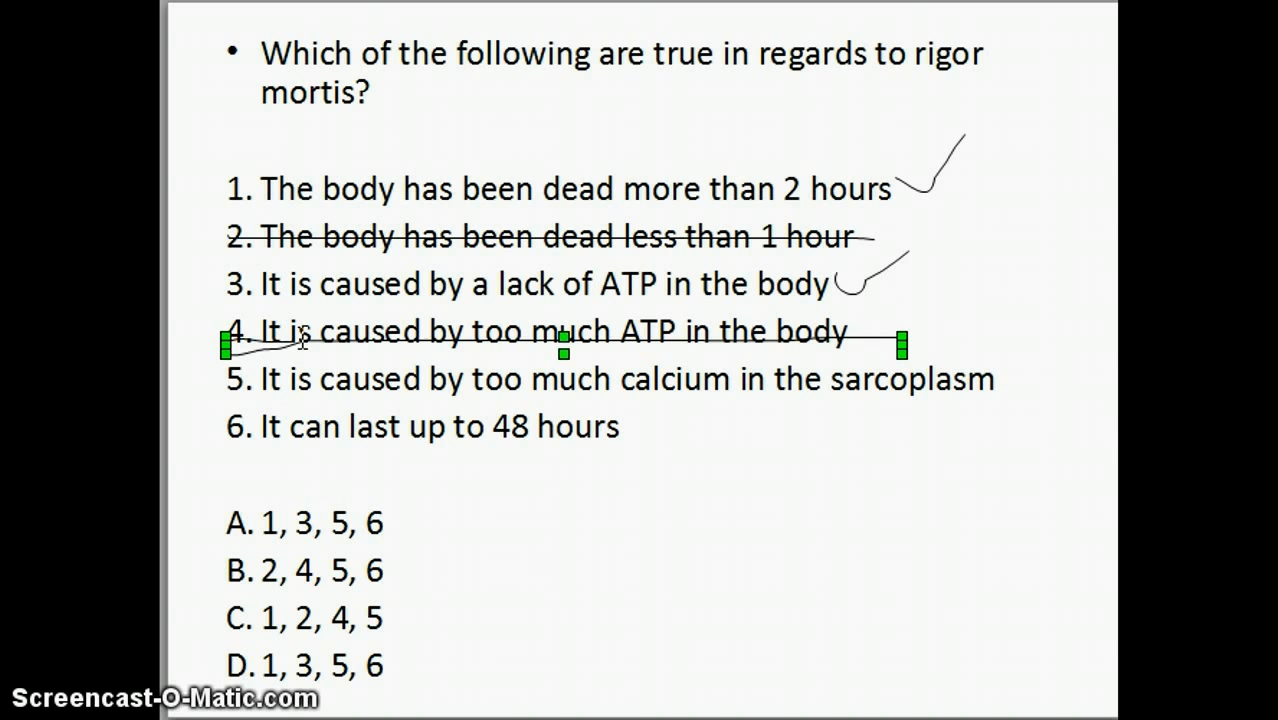 • Which of the following are true in regards to rigor
mortis?
1. The body has been dead more than 2 hours
2. The body has been dead less than 1 hour
3. It is caused by a lack of ATP in the body
4. It is caused by too much ATP in the body
5. It is caused by too much calcium in the sarcoplasm
6. It can last up to 48 hours
A. 1, 3, 5, 6
B. 2, 4, 5, 6
C. 1, 2, 4, 5
D. 1, 3, 5, 6
Screencast-O-Matic.com